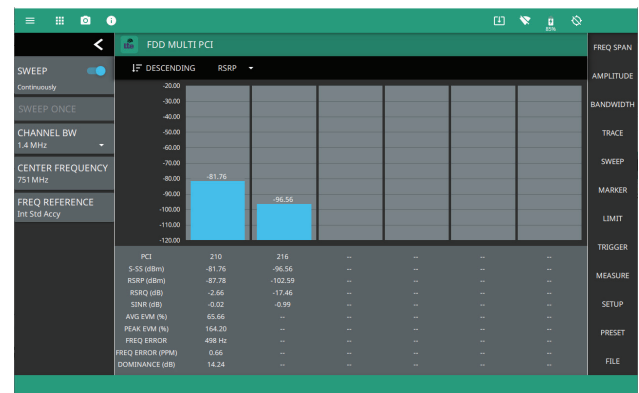 85%
FDD MULTI PCI
FREQ SPAN
SWEEP
Continuously
DESCENDING RSRP
AMPLITUDE
SWEEP ONCE
BANDWIDTH
CHANNEL BW
1.4 MHz
TRACE
CENTER FREQUENCY
751 MHz
SWEEP
FREQ REFERENCE
Int Std Accy
MARKER
LIMIT
TRIGGER
MEASURE
SETUP
PRESET
FILE
-20.00
-30.00
-40.00
-50.00
-60.00
-70.00
-80.00
-90.00
-100.00
-110.00
-120.00
-81.76
-96.56
PCI 210 216 -- -- -- --
S-SS (dBm) -81.76 -96.56 -- -- -- --
RSRP (dBm) -87.78 -102.59 -- -- -- --
RSRQ (dB) -2.66 -17.46 -- -- -- --
SINR (dB) -0.02 -0.99 -- -- -- --
AVG EVM (%) 65.66 -- -- -- -- --
PEAK EVM (%) 164.20 -- -- -- -- --
FREQ ERROR 498 Hz -- -- -- -- --
FREQ ERROR (PPM) 0.66 -- -- -- -- --
DOMINANCE (dB) 14.24 -- -- -- -- --